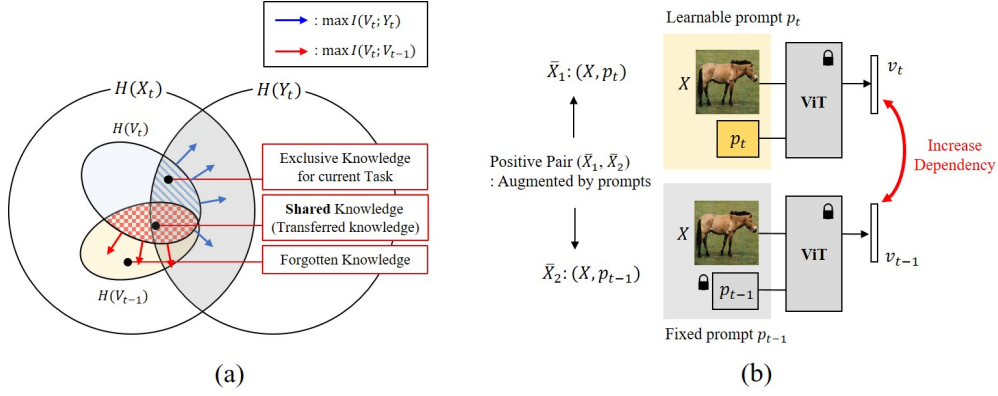 : max I(V_t; Y_t)
: max I(V_t; V_{t-1})
H(X_t)
H(Y_t)
H(V_t)
Exclusive Knowledge
for current Task
Shared Knowledge
(Transferred knowledge)
Forgotten Knowledge
H(V_{t-1})
(a)
Learnable prompt p_t
X̄_1: (X, p_t)
X
p_t
ViT
v_t
Positive Pair (X̄_1, X̄_2)
: Augmented by prompts
Increase
Dependency
X̄_2: (X, p_{t-1})
X
p_{t-1}
ViT
v_{t-1}
Fixed prompt p_{t-1}
(b)